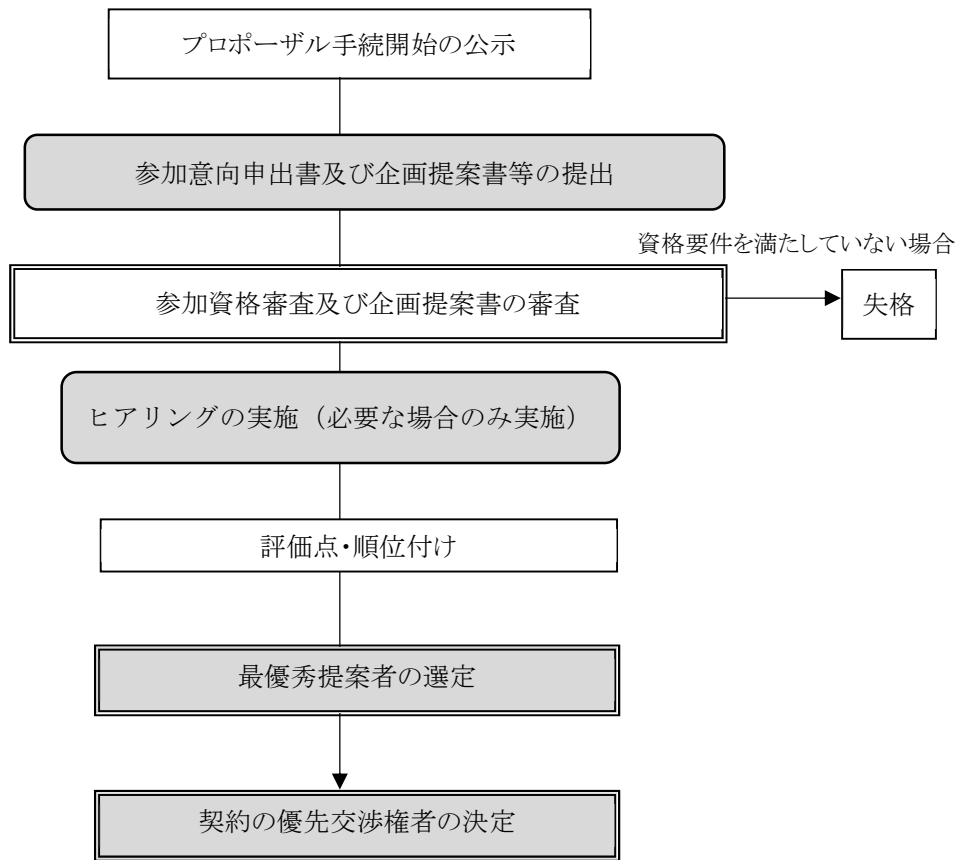 プロポーザル手続開始の公示
参加意向申出書及び企画提案書等の提出
資格要件を満たしていない場合
参加資格審査及び企画提案書の審査
失格
ヒアリングの実施（必要な場合のみ実施）
評価点・順位付け
最優秀提案者の選定
契約の優先交渉権者の決定